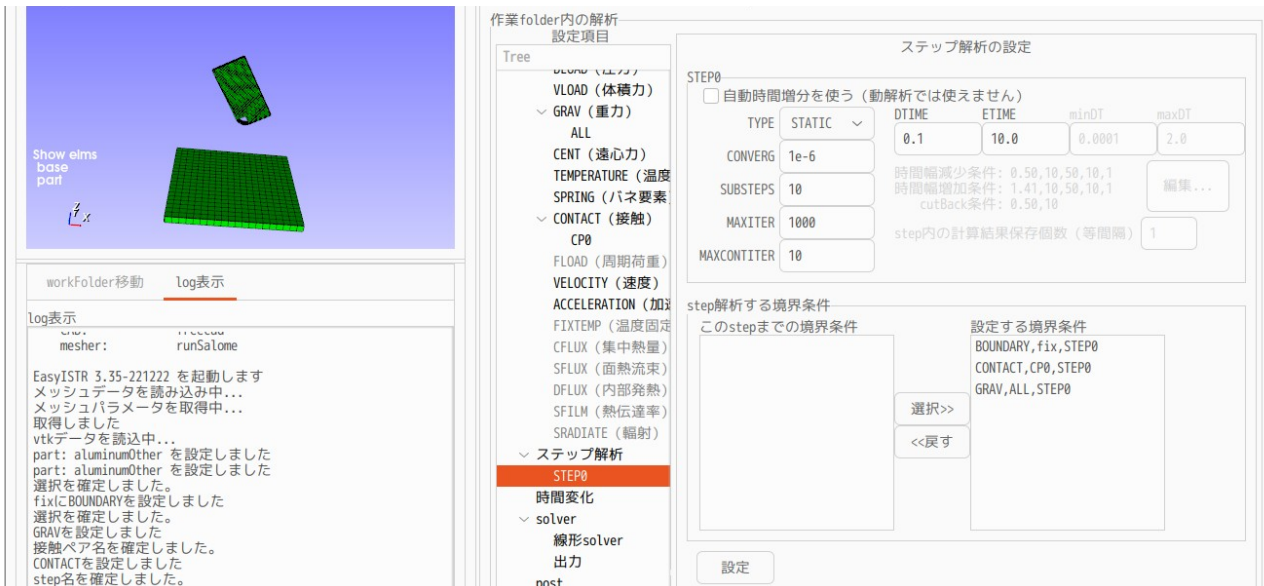 Show elms
base
part
Z
X
workFolder移動
log表示
log表示
mesher: runSalome
EasyISTR 3.35-221222 を起動します
メッシュデータを読み込み中...
メッシュパラメータを取得中...
取得しました
vtkデータを読込中...
part: aluminumOther を設定しました
part: aluminumOther を設定しました
選択を確定しました。
fixにBOUNDARYを設定しました
選択を確定しました。
GRAVを設定しました
接触ペア名を確定しました。
CONTACTを設定しました
step名を確定しました。
作業folder内の解析
設定項目
Tree
DLOAD (圧力)
VLOAD (体積力)
GRAV (重力)
ALL
CENT (遠心力)
TEMPERATURE (温度
SPRING (バネ要素
CONTACT (接触)
CP0
FLOAD (周期荷重)
VELOCITY (速度)
ACCELERATION (加速
FIXTEMP (温度固定
CFLUX (集中熱量)
SFLUX (面熱流束)
DFLUX (内部発熱)
SFILM (熱伝達率)
SRADIATE (輻射)
ステップ解析
STEP0
時間変化
solver
線形solver
出力
post
ステップ解析の設定
STEP0
自動時間増分を使う (動解析では使えません)
TYPE STATIC
CONVERG 1e-6
SUBSTEPS 10
MAXITER 1000
MAXCONTITER 10
DTIME ETIME minDT maxDT
0.1 10.0 0.0001 2.0
時間幅減少条件: 0.50,10,50,10,1
時間幅増加条件: 1.41,10,50,10,1
cutBack条件: 0.50,10
編集...
step内の計算結果保存個数 (等間隔) 1
step解析する境界条件
このstepまでの境界条件
選択>>
<<戻す
設定する境界条件
BOUNDARY,fix,STEP0
CONTACT,CP0,STEP0
GRAV,ALL,STEP0
設定